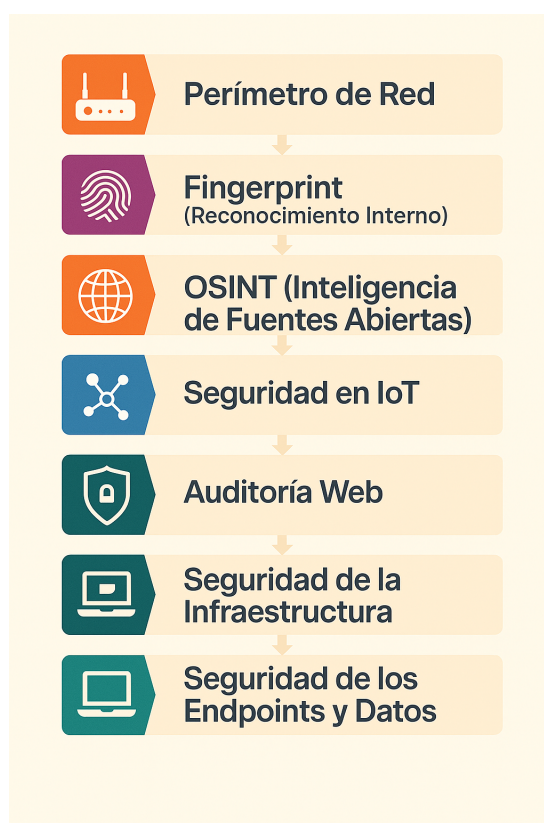 Perímetro de Red
Fingerprint
(Reconocimiento Interno)
OSINT (Inteligencia
de Fuentes Abiertas)
Seguridad en IoT
Auditoría Web
Seguridad de la
Infraestructura
Seguridad de los
Endpoints y Datos